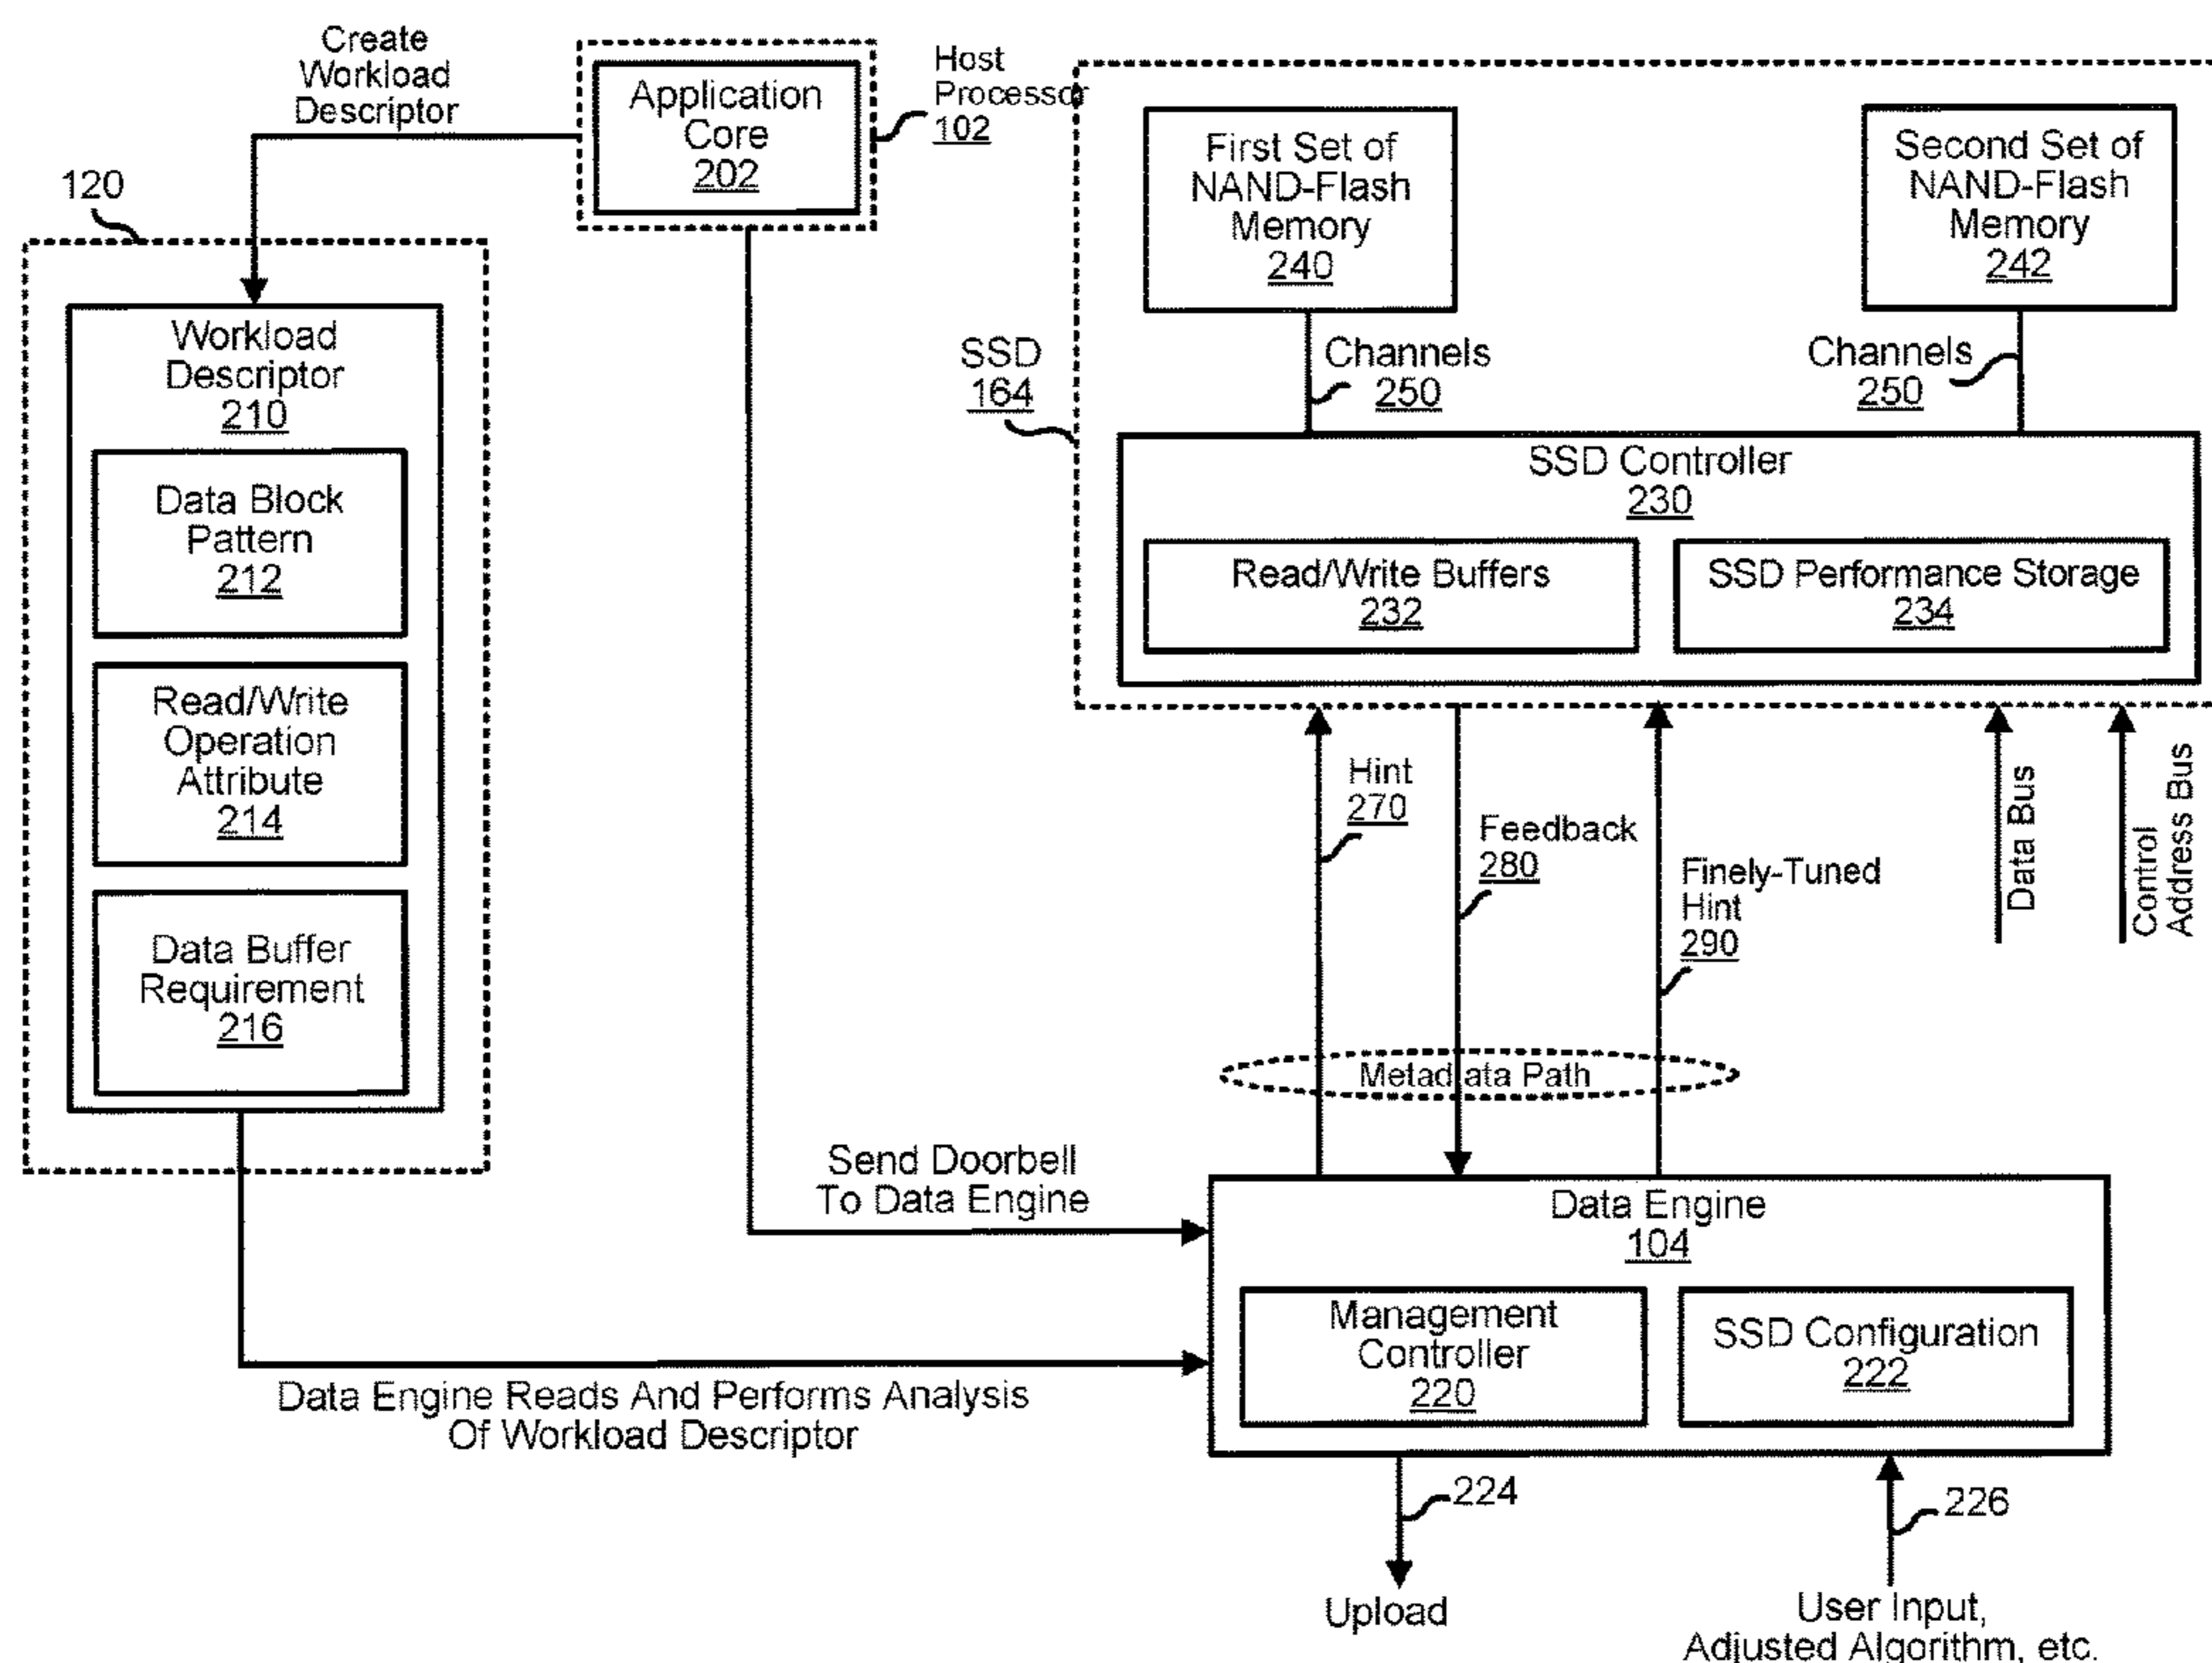 Create
Workload
Descriptor
Application
Core
202
Host
Processor
102
120
Workload
Descriptor
210
Data Block
Pattern
212
Read/Write
Operation
Attribute
214
Data Buffer
Requirement
216
First Set of
NAND-Flash
Memory
240
Second Set of
NAND-Flash
Memory
242
SSD
164
Channels
250
Channels
250
SSD Controller
230
Read/Write Buffers
232
SSD Performance Storage
234
Hint
270
Feedback
280
Finely-Tuned
Hint
290
Data Bus
Control
Address Bus
Metadata Path
Send Doorbell
To Data Engine
Data Engine
104
Management
Controller
220
SSD Configuration
222
Data Engine Reads And Performs Analysis
Of Workload Descriptor
224
Upload
226
User Input,
Adjusted Algorithm, etc.